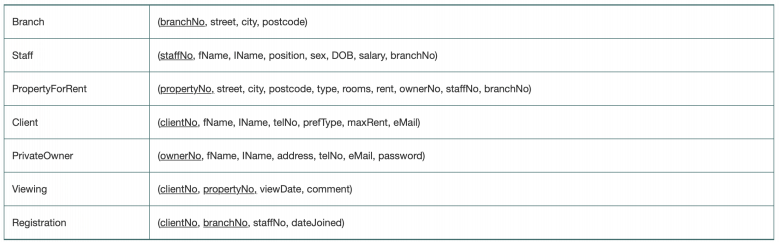 Branch (branchNo, street, city, postcode)
Staff (staffNo, fName, lName, position, sex, DOB, salary, branchNo)
PropertyForRent (propertyNo, street, city, postcode, type, rooms, rent, ownerNo, staffNo, branchNo)
Client (clientNo, fName, lName, telNo, prefType, maxRent, eMail)
PrivateOwner (ownerNo, fName, lName, address, telNo, eMail, password)
Viewing (clientNo, propertyNo, viewDate, comment)
Registration (clientNo, branchNo, staffNo, dateJoined)